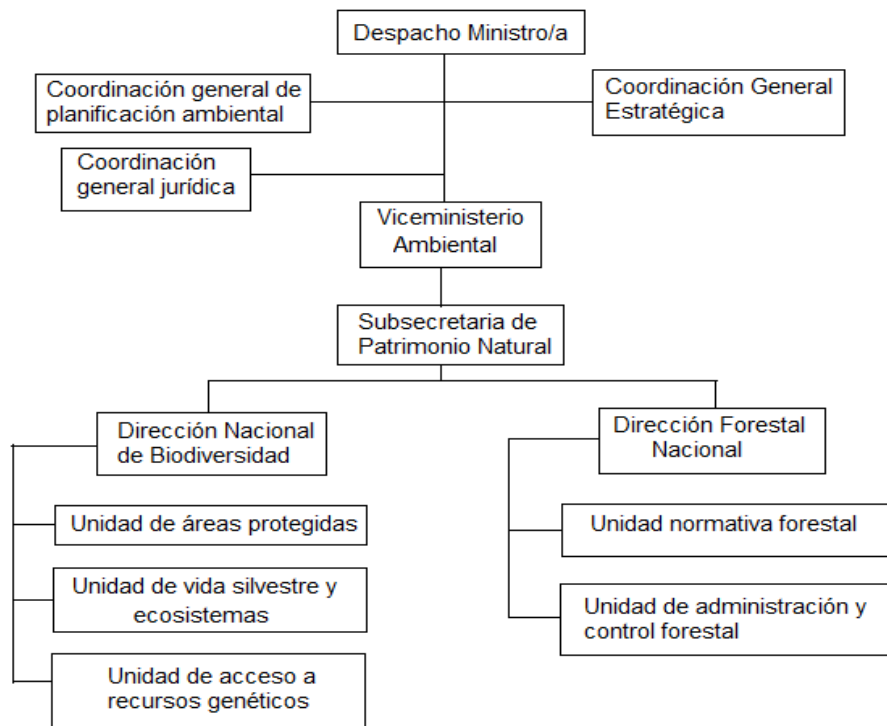 Despacho Ministro/a
Coordinación general de
planificación ambiental
Coordinación General
Estratégica
Coordinación
general jurídica
Viceministerio
Ambiental
Subsecretaria de
Patrimonio Natural
Dirección Nacional
de Biodiversidad
Dirección Forestal
Nacional
Unidad de áreas protegidas
Unidad normativa forestal
Unidad de vida silvestre y
ecosistemas
Unidad de administración y
control forestal
Unidad de acceso a
recursos genéticos